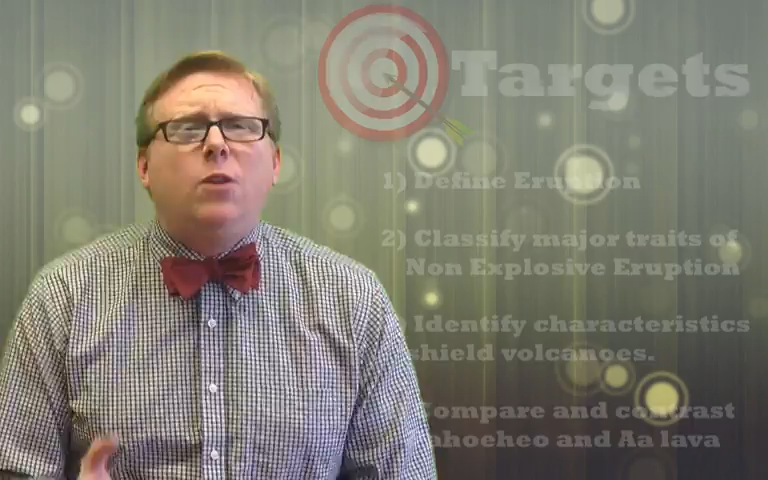 Targets
1) Define Eruption
2) Classify major traits of
Non Explosive Eruption
Identify characteristics
shield volcanoes.
and contrast
and Aa lava